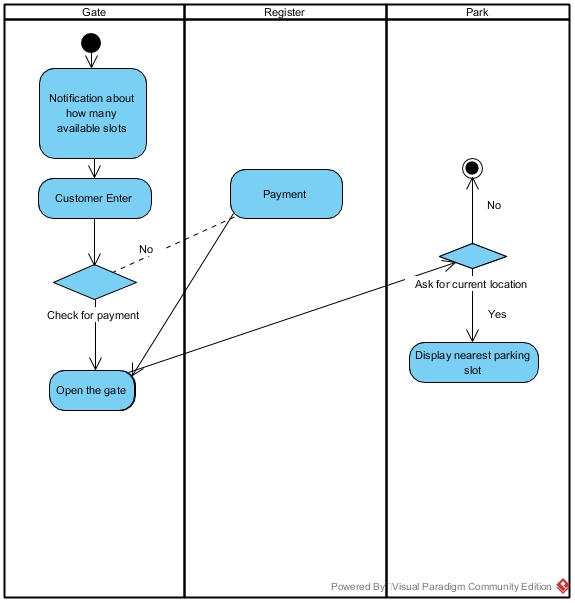 Gate
Register
Park
Notification about
how many
available slots
Customer Enter
Payment
No
No
Check for payment
Ask for current location
Yes
Open the gate
Display nearest parking
slot
Powered By Visual Paradigm Community Edition